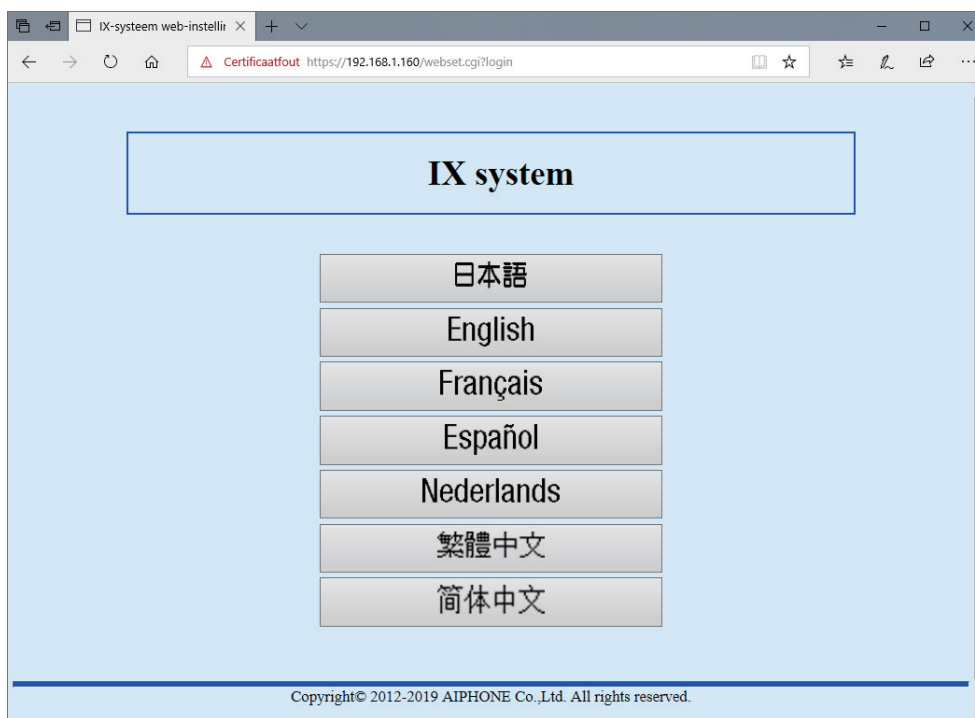 IX-systeem web-instellir
Certificaatfout https://192.168.1.160/webset.cgi?login
IX system
日本語
English
Français
Español
Nederlands
繁體中文
简体中文
Copyright© 2012-2019 AIPHONE Co.,Ltd. All rights reserved.